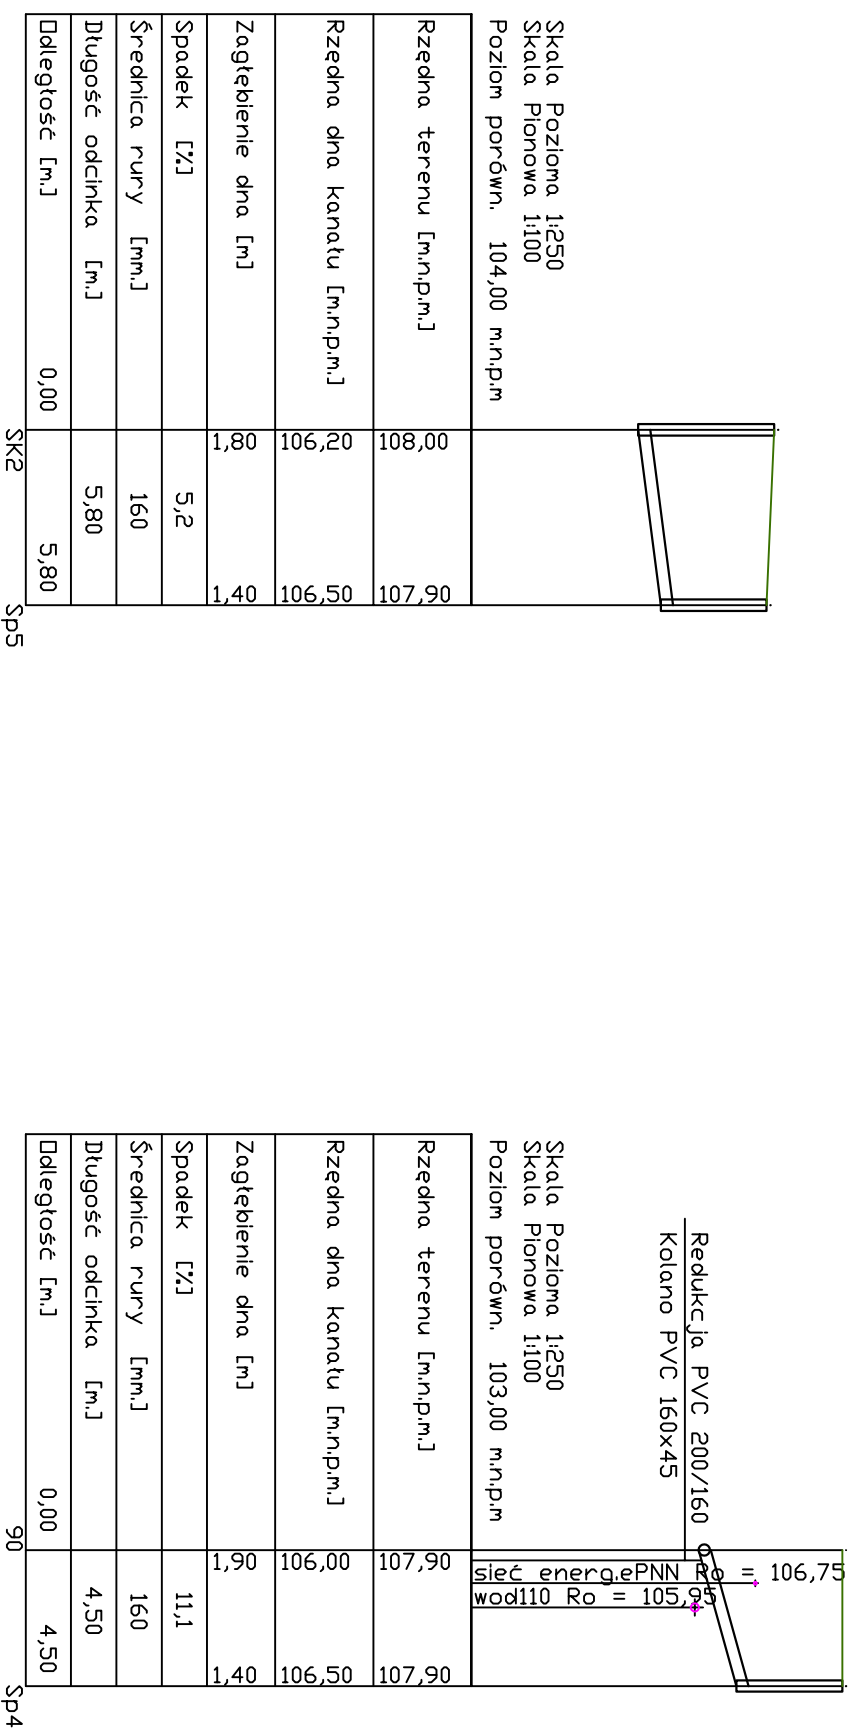 Skala Pozioma 1:250
Skala Pionowa 1:100
Poziom porówn. 104,00 m.n.p.m
Rzędna terenu [m.n.p.m.] 108,00 107,90
Rzędna dna kanału [m.n.p.m.] 106,20 106,50
Zagłębienie dna [m] 1,80 1,40
Spadek [%] 5,2
Średnica rury [mm.] 160
Długość odcinka [m.] 5,80
Odległość [m.] 0,00 5,80
SK2 Sp5
Redukcja PVC 200/160
Kolano PVC 160x45
Skala Pozioma 1:250
Skala Pionowa 1:100
Poziom porówn. 103,00 m.n.p.m
sieć energ.ePNN Ro = 106,75
wod110 Ro = 105,95
Rzędna terenu [m.n.p.m.] 107,90 107,90
Rzędna dna kanału [m.n.p.m.] 106,00 106,50
Zagłębienie dna [m] 1,90 1,40
Spadek [%] 11,1
Średnica rury [mm.] 160
Długość odcinka [m.] 4,50
Odległość [m.] 0,00 4,50
90 Sp4